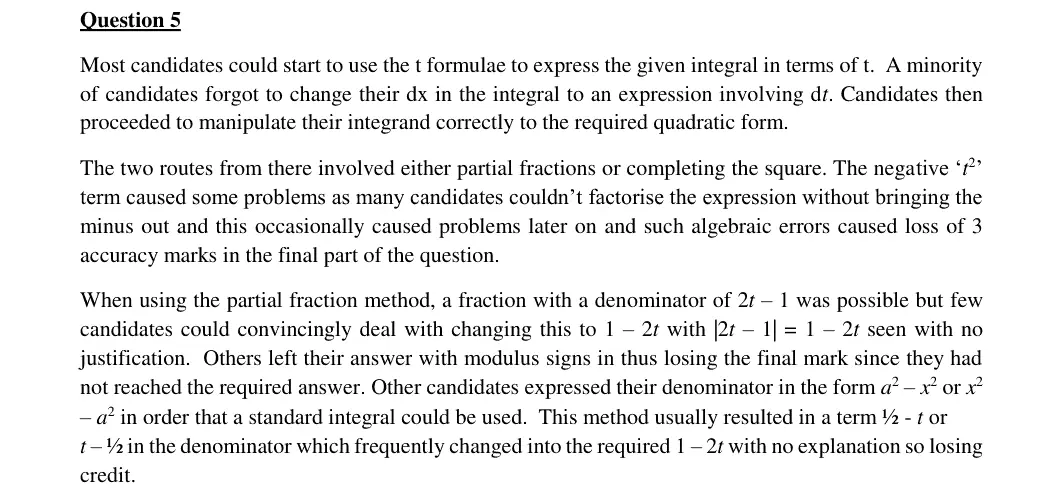 Question 5
Most candidates could start to use the t formulae to express the given integral in terms of t. A minority
of candidates forgot to change their dx in the integral to an expression involving dt. Candidates then
proceeded to manipulate their integrand correctly to the required quadratic form.
The two routes from there involved either partial fractions or completing the square. The negative ‘t²’
term caused some problems as many candidates couldn’t factorise the expression without bringing the
minus out and this occasionally caused problems later on and such algebraic errors caused loss of 3
accuracy marks in the final part of the question.
When using the partial fraction method, a fraction with a denominator of 2t – 1 was possible but few
candidates could convincingly deal with changing this to 1 – 2t with |2t – 1| = 1 – 2t seen with no
justification. Others left their answer with modulus signs in thus losing the final mark since they had
not reached the required answer. Other candidates expressed their denominator in the form a² – x² or x²
– a² in order that a standard integral could be used. This method usually resulted in a term ½ - t or
t – ½ in the denominator which frequently changed into the required 1 – 2t with no explanation so losing
credit.